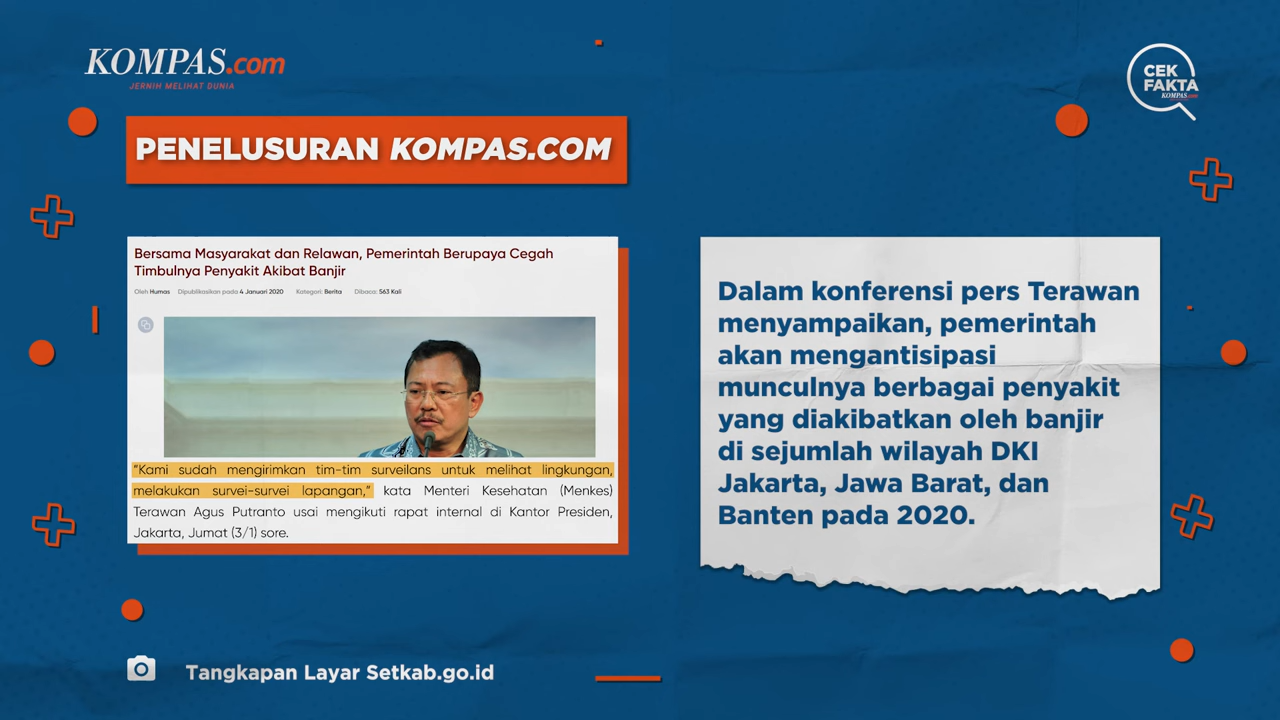 KOMPAS.com
JERNIH MELIHAT DUNIA
CEK
FAKTA
KOMPAS.com
PENELUSURAN KOMPAS.COM
Bersama Masyarakat dan Relawan, Pemerintah Berupaya Cegah
Timbulnya Penyakit Akibat Banjir
Oleh Humas Dipublikasikan pada 4 Januari 2020 Kategori: Berita Dibaca: 563 Kali
"Kami sudah mengirimkan tim-tim surveilans untuk melihat lingkungan,
melakukan survei-survei lapangan," kata Menteri Kesehatan (Menkes)
Terawan Agus Putranto usai mengikuti rapat internal di Kantor Presiden,
Jakarta, Jumat (3/1) sore.
Dalam konferensi pers Terawan
menyampaikan, pemerintah
akan mengantisipasi
munculnya berbagai penyakit
yang diakibatkan oleh banjir
di sejumlah wilayah DKI
Jakarta, Jawa Barat, dan
Banten pada 2020.
Tangkapan Layar Setkab.go.id